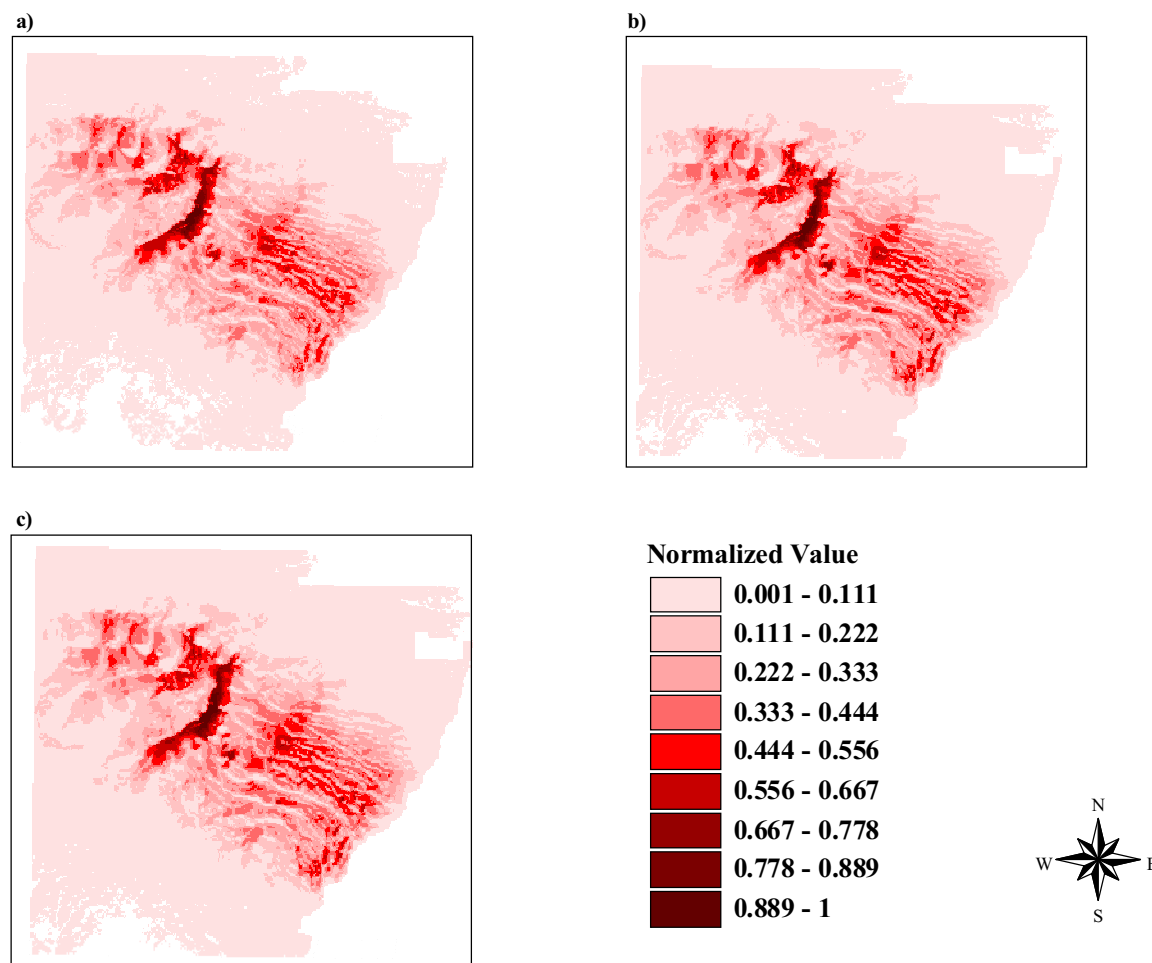 a)
b)
c)
Normalized Value
0.001 - 0.111
0.111 - 0.222
0.222 - 0.333
0.333 - 0.444
0.444 - 0.556
0.556 - 0.667
0.667 - 0.778
0.778 - 0.889
0.889 - 1
N
W E
S